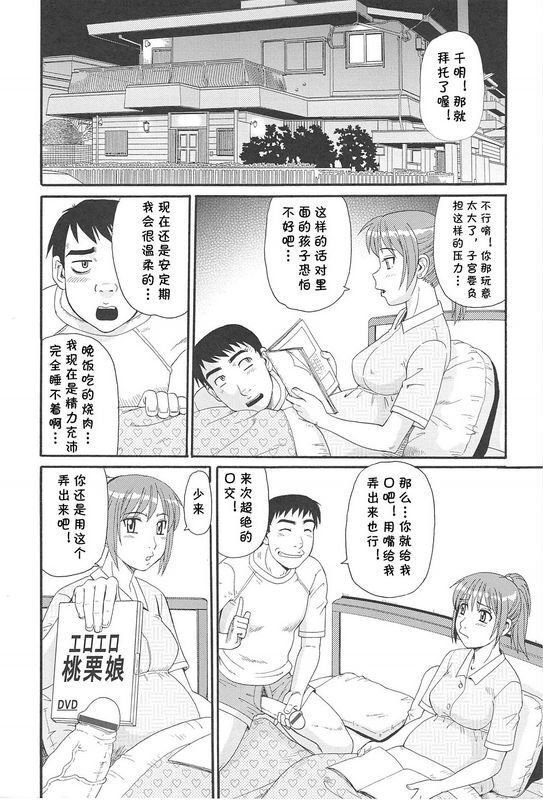 千明！那就
拜托了喔！
不行唷！你那玩意
太大了，子宫要负
担这样的压力…
这样的话对里
面的孩子恐怕
不好吧…
现在还是安定期
我会很温柔的…
晚饭吃的烧肉…
我现在是精力充沛
完全睡不着啊…
那么…你就给我
口吧！用嘴给我
弄出来也行！
来次超绝的
口交！
少来
你还是用这个
弄出来吧！
エロエロ
桃栗娘
DVD